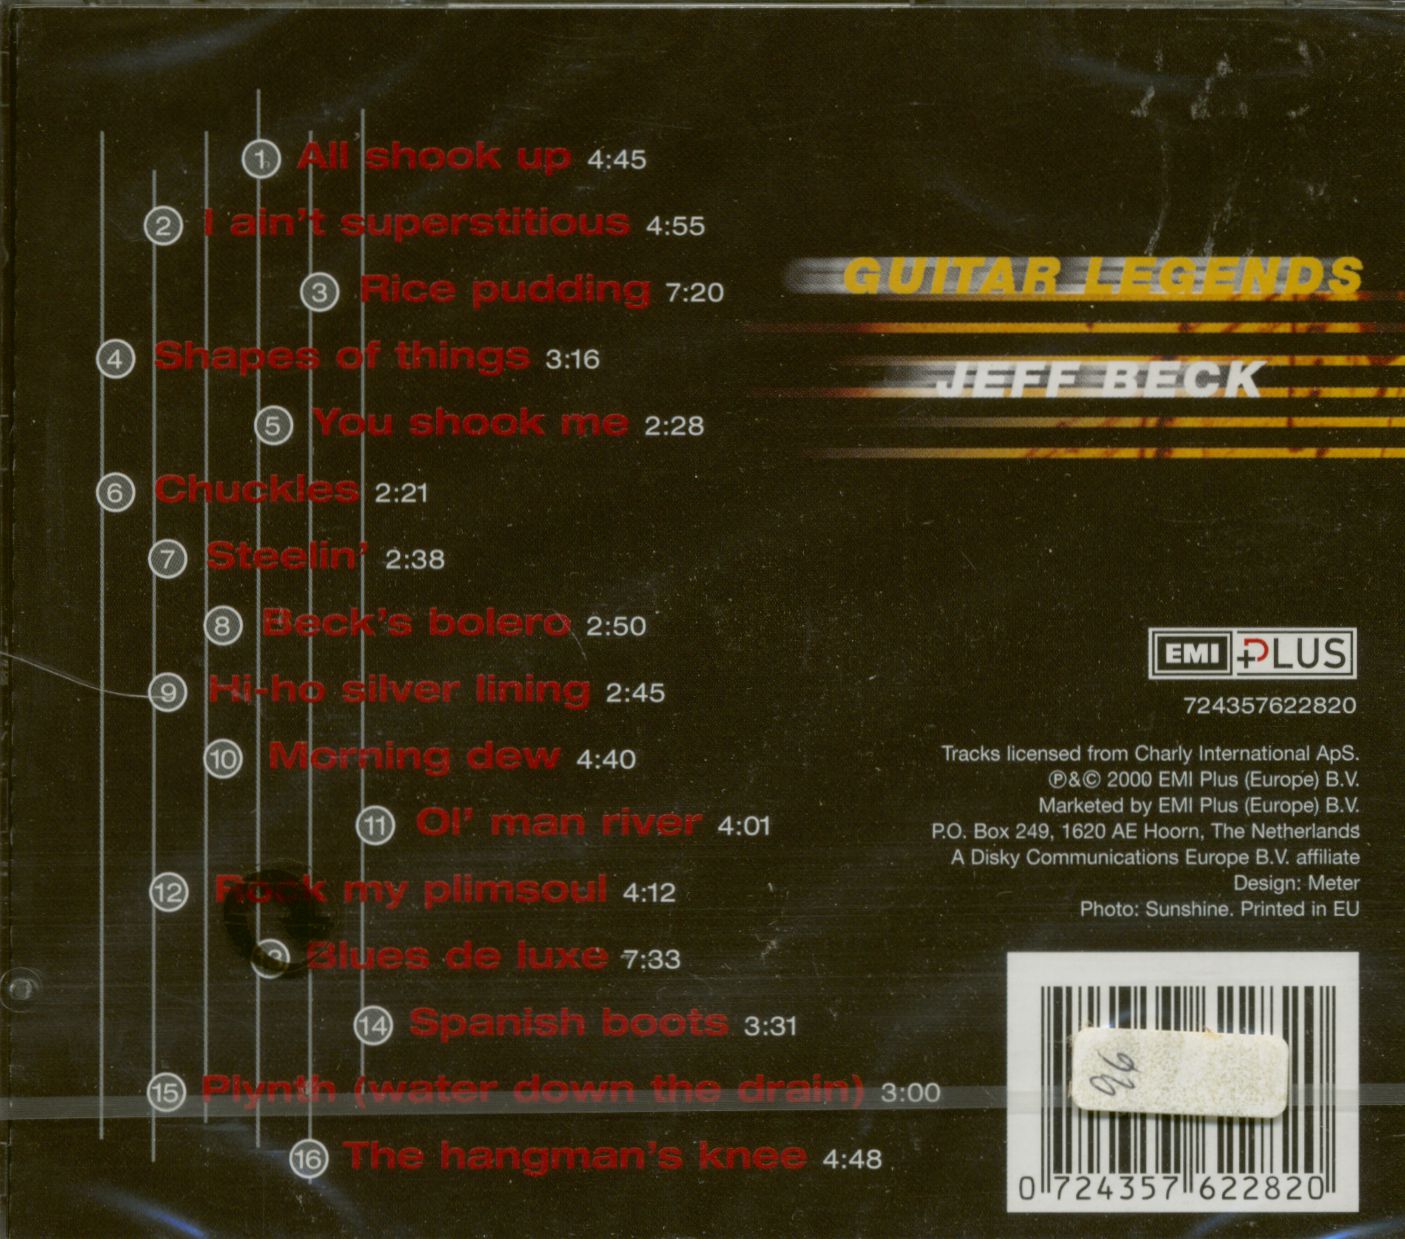 1 All shook up 4:45
2 I ain't superstitious 4:55
3 Rice pudding 7:20
4 Shapes of things 3:16
5 You shook me 2:28
6 Chuckles 2:21
7 Steelin' 2:38
8 Beck's bolero 2:50
9 Hi-ho silver lining 2:45
10 Morning dew 4:40
11 Ol' man river 4:01
12 Rock my plimsoul 4:12
13 Blues de luxe 7:33
14 Spanish boots 3:31
15 Plynth (water down the drain) 3:00
16 The hangman's knee 4:48
GUITAR LEGENDS
JEFF BECK
EMI PLUS
724357622820
Tracks licensed from Charly International ApS.
℗&© 2000 EMI Plus (Europe) B.V.
Marketed by EMI Plus (Europe) B.V.
P.O. Box 249, 1620 AE Hoorn, The Netherlands
A Disky Communications Europe B.V. affiliate
Design: Meter
Photo: Sunshine. Printed in EU
96
0 724357 622820